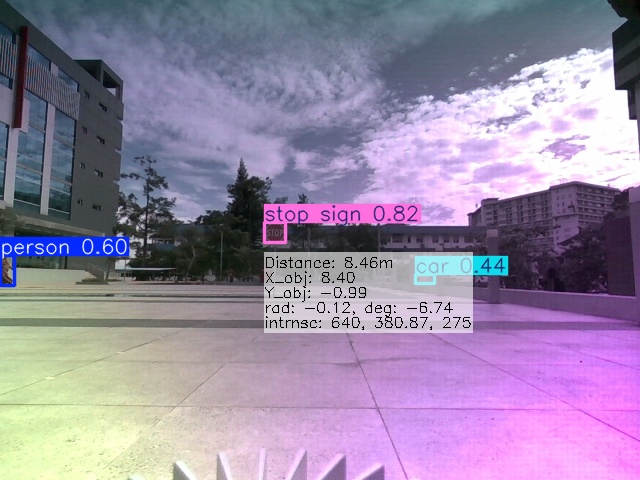 stop sign 0.82
person 0.60
STOP
Distance: 8.46m
car 0.44
X_obj: 8.40
Y_obj: −0.99
rad: −0.12, deg: −6.74
intrnsc: 640, 380.87, 275